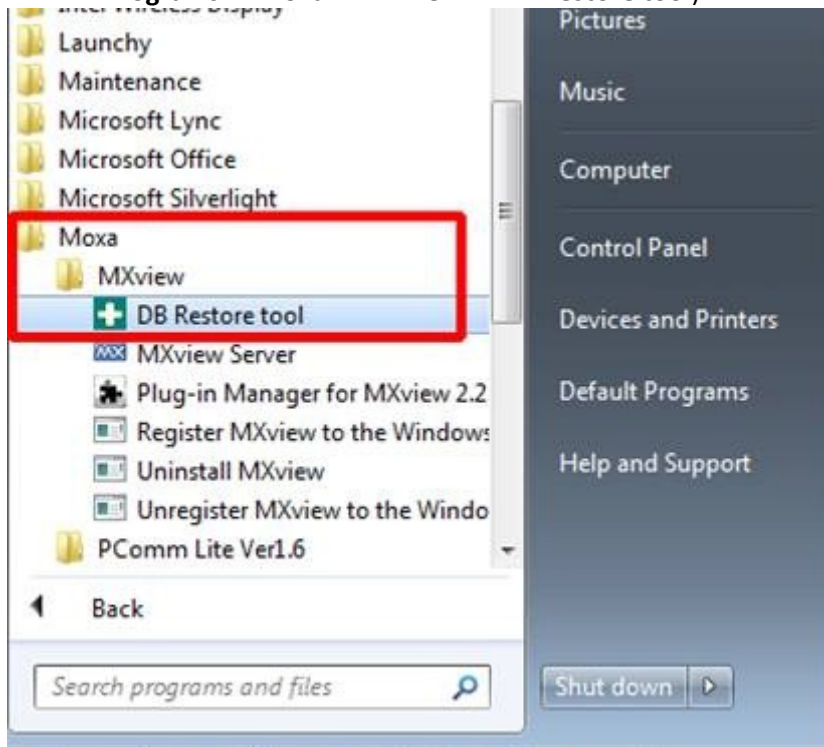 Intel Wireless Display
Launchy
Maintenance
Microsoft Lync
Microsoft Office
Microsoft Silverlight
Moxa
MXview
DB Restore tool
MXview Server
Plug-in Manager for MXview 2.2
Register MXview to the Windows
Uninstall MXview
Unregister MXview to the Windo
PComm Lite Ver1.6
Back
Search programs and files
Pictures
Music
Computer
Control Panel
Devices and Printers
Default Programs
Help and Support
Shut down